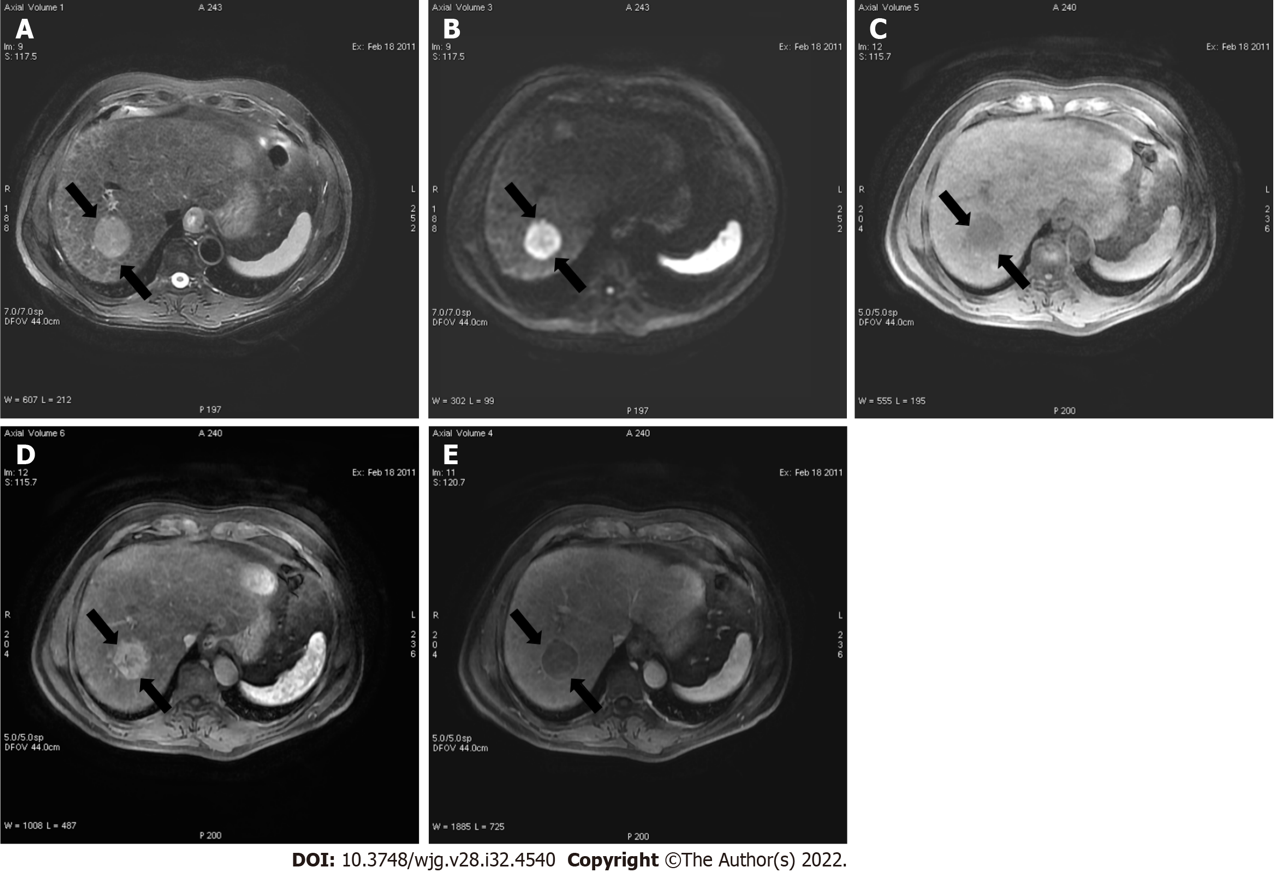 Axial Volume 1 A 243
A
Im: 9
S: 117.5
Ex: Feb 18 2011
R
1
8
8
L
2
5
2
7.0/7.0sp
DFOV 44.0cm
W = 607 L = 212
P 197
Axial Volume 3 A 243
B
Im: 9
S: 117.5
Ex: Feb 18 2011
R
1
8
8
L
2
5
2
7.0/7.0sp
DFOV 44.0cm
W = 302 L = 99
P 197
Axial Volume 5 A 240
C
Im: 12
S: 115.7
Ex: Feb 18 2011
R
2
0
4
L
2
3
6
5.0/5.0sp
DFOV 44.0cm
W = 555 L = 195
P 200
Axial Volume 6 A 240
D
Im: 12
S: 115.7
Ex: Feb 18 2011
R
2
0
4
L
2
3
6
5.0/5.0sp
DFOV 44.0cm
W = 1008 L = 487
P 200
Axial Volume 4 A 240
E
Im: 11
S: 120.7
Ex: Feb 18 2011
R
2
0
4
L
2
3
6
5.0/5.0sp
DFOV 44.0cm
W = 1885 L = 725
P 200
DOI: 10.3748/wjg.v28.i32.4540 Copyright ©The Author(s) 2022.